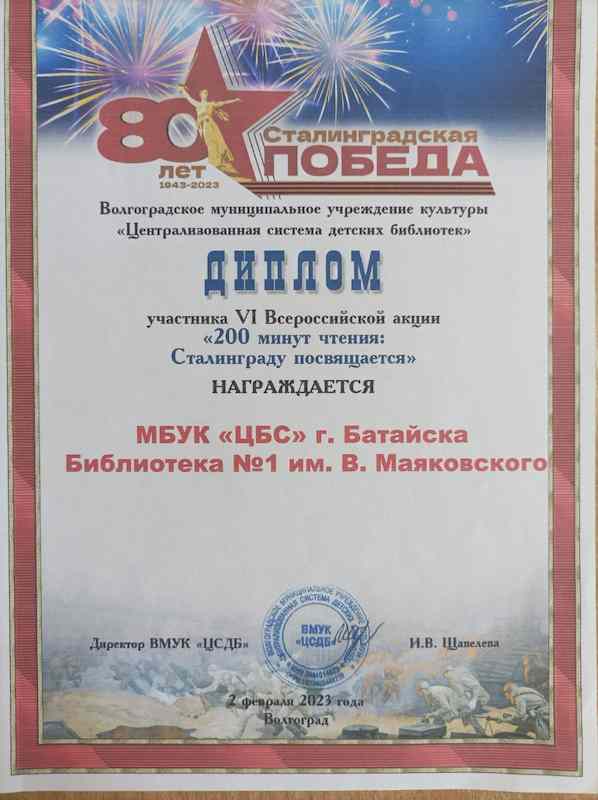 80
лет
1943-2023
Сталинградская
ПОБЕДА
Волгоградское муниципальное учреждение культуры
«Централизованная система детских библиотек»
ДИПЛОМ
участника VI Всероссийской акции
«200 минут чтения:
Сталинграду посвящается»
НАГРАЖДАЕТСЯ
МБУК «ЦБС» г. Батайска
Библиотека №1 им. В. Маяковского
ВМУК
«ЦСДБ»
Директор ВМУК «ЦСДБ»
И.В. Щавелева
2 февраля 2023 года
Волгоград